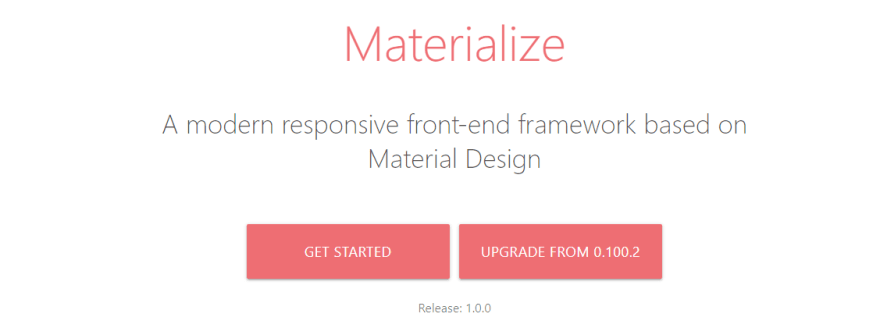 Materialize
A modern responsive front-end framework based on
Material Design
GET STARTED
UPGRADE FROM 0.100.2
Release: 1.0.0